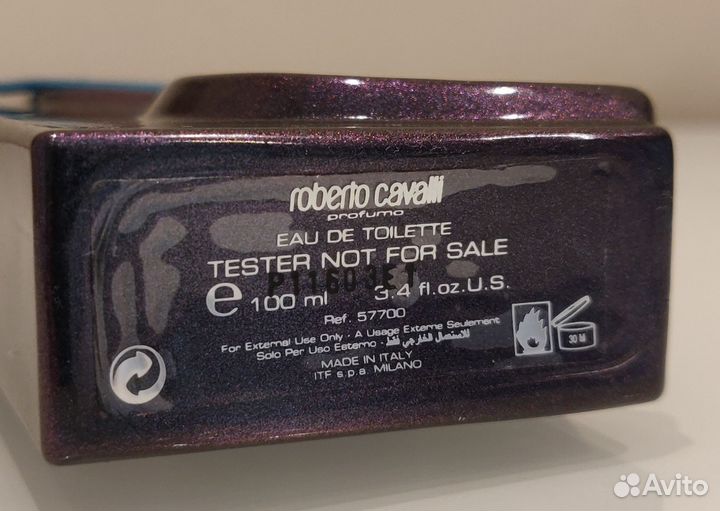 roberto cavalli
profumo
EAU DE TOILETTE
TESTER NOT FOR SALE
e 100 ml 3.4 fl.oz.U.S.
Ref. 57700
For External Use Only - A Usage Externe Seulement
Solo Per Uso Esterno - للاستعمال الخارجي فقط
MADE IN ITALY
ITF s.p.a. MILANO
30 M
Avito